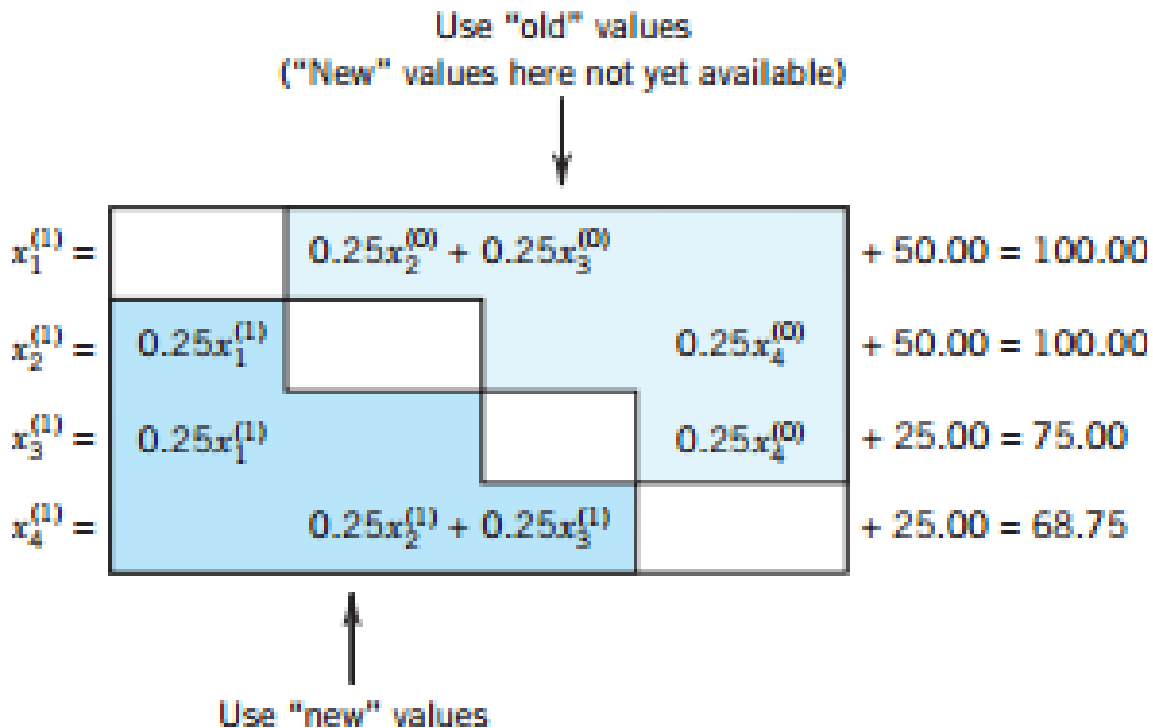 Use "old" values
("New" values here not yet available)
x₁⁽¹⁾ = 0.25x₂⁽⁰⁾ + 0.25x₃⁽⁰⁾ + 50.00 = 100.00
x₂⁽¹⁾ = 0.25x₁⁽¹⁾ 0.25x₄⁽⁰⁾ + 50.00 = 100.00
x₃⁽¹⁾ = 0.25x₁⁽¹⁾ 0.25x₄⁽⁰⁾ + 25.00 = 75.00
x₄⁽¹⁾ = 0.25x₂⁽¹⁾ + 0.25x₃⁽¹⁾ + 25.00 = 68.75
Use "new" values